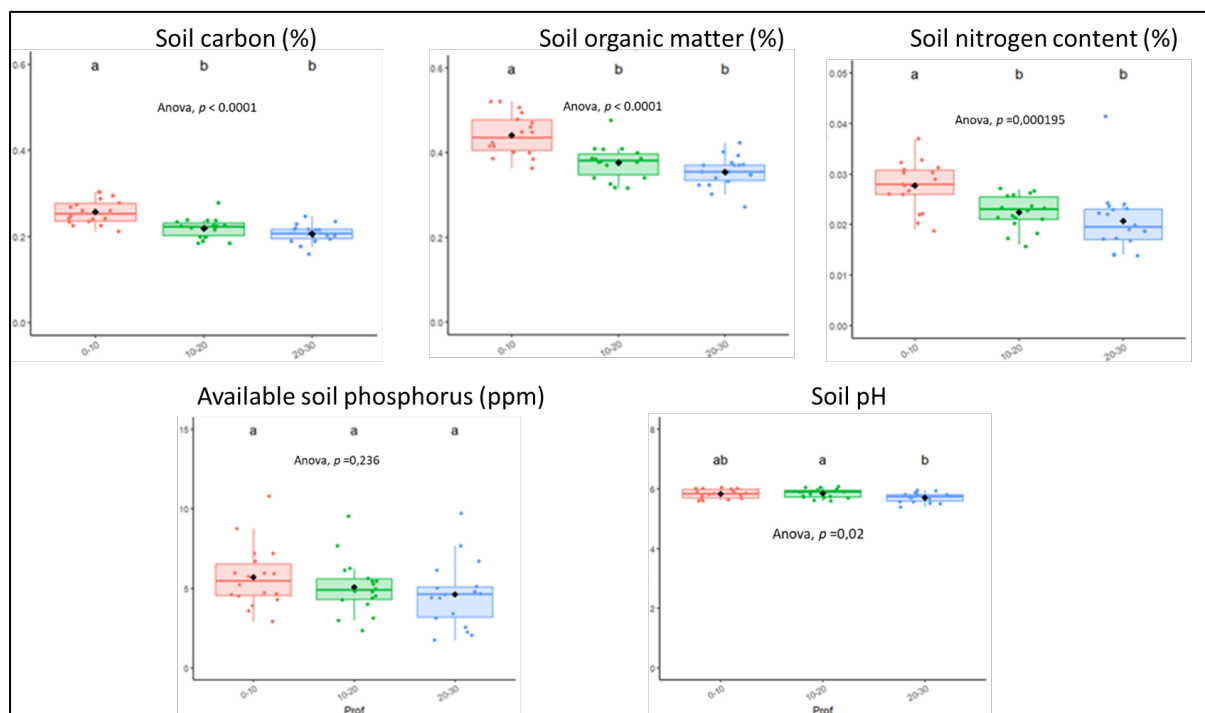 Soil carbon (%)
0.6
0.4
0.2
0.0
a b b
Anova, p < 0.0001
0-10 10-20 20-30
Soil organic matter (%)
0.6
0.4
0.2
0.0
a b b
Anova, p < 0.0001
0-10 10-20 20-30
Soil nitrogen content (%)
0.05
0.04
0.03
0.02
0.01
0.00
a b b
Anova, p =0,000195
0-10 10-20 20-30
Available soil phosphorus (ppm)
15
10
5
0
a a a
Anova, p =0,236
0-10 10-20 20-30
Prof
Soil pH
8
6
4
2
0
ab a b
Anova, p =0,02
0-10 10-20 20-30
Prof